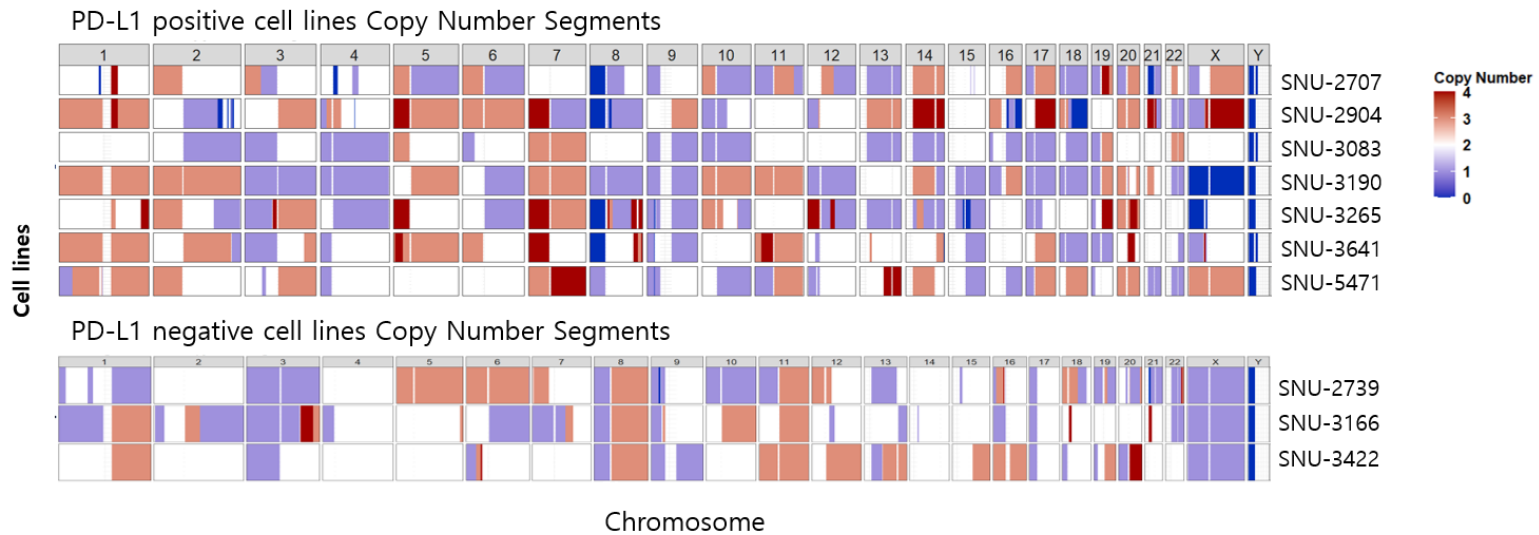 PD-L1 positive cell lines Copy Number Segments
1 2 3 4 5 6 7 8 9 10 11 12 13 14 15 16 17 18 19 20 21 22 X Y
SNU-2707
SNU-2904
SNU-3083
SNU-3190
SNU-3265
SNU-3641
SNU-5471
Copy Number
4
3
2
1
0
Cell lines
PD-L1 negative cell lines Copy Number Segments
1 2 3 4 5 6 7 8 9 10 11 12 13 14 15 16 17 18 19 20 21 22 X Y
SNU-2739
SNU-3166
SNU-3422
Chromosome